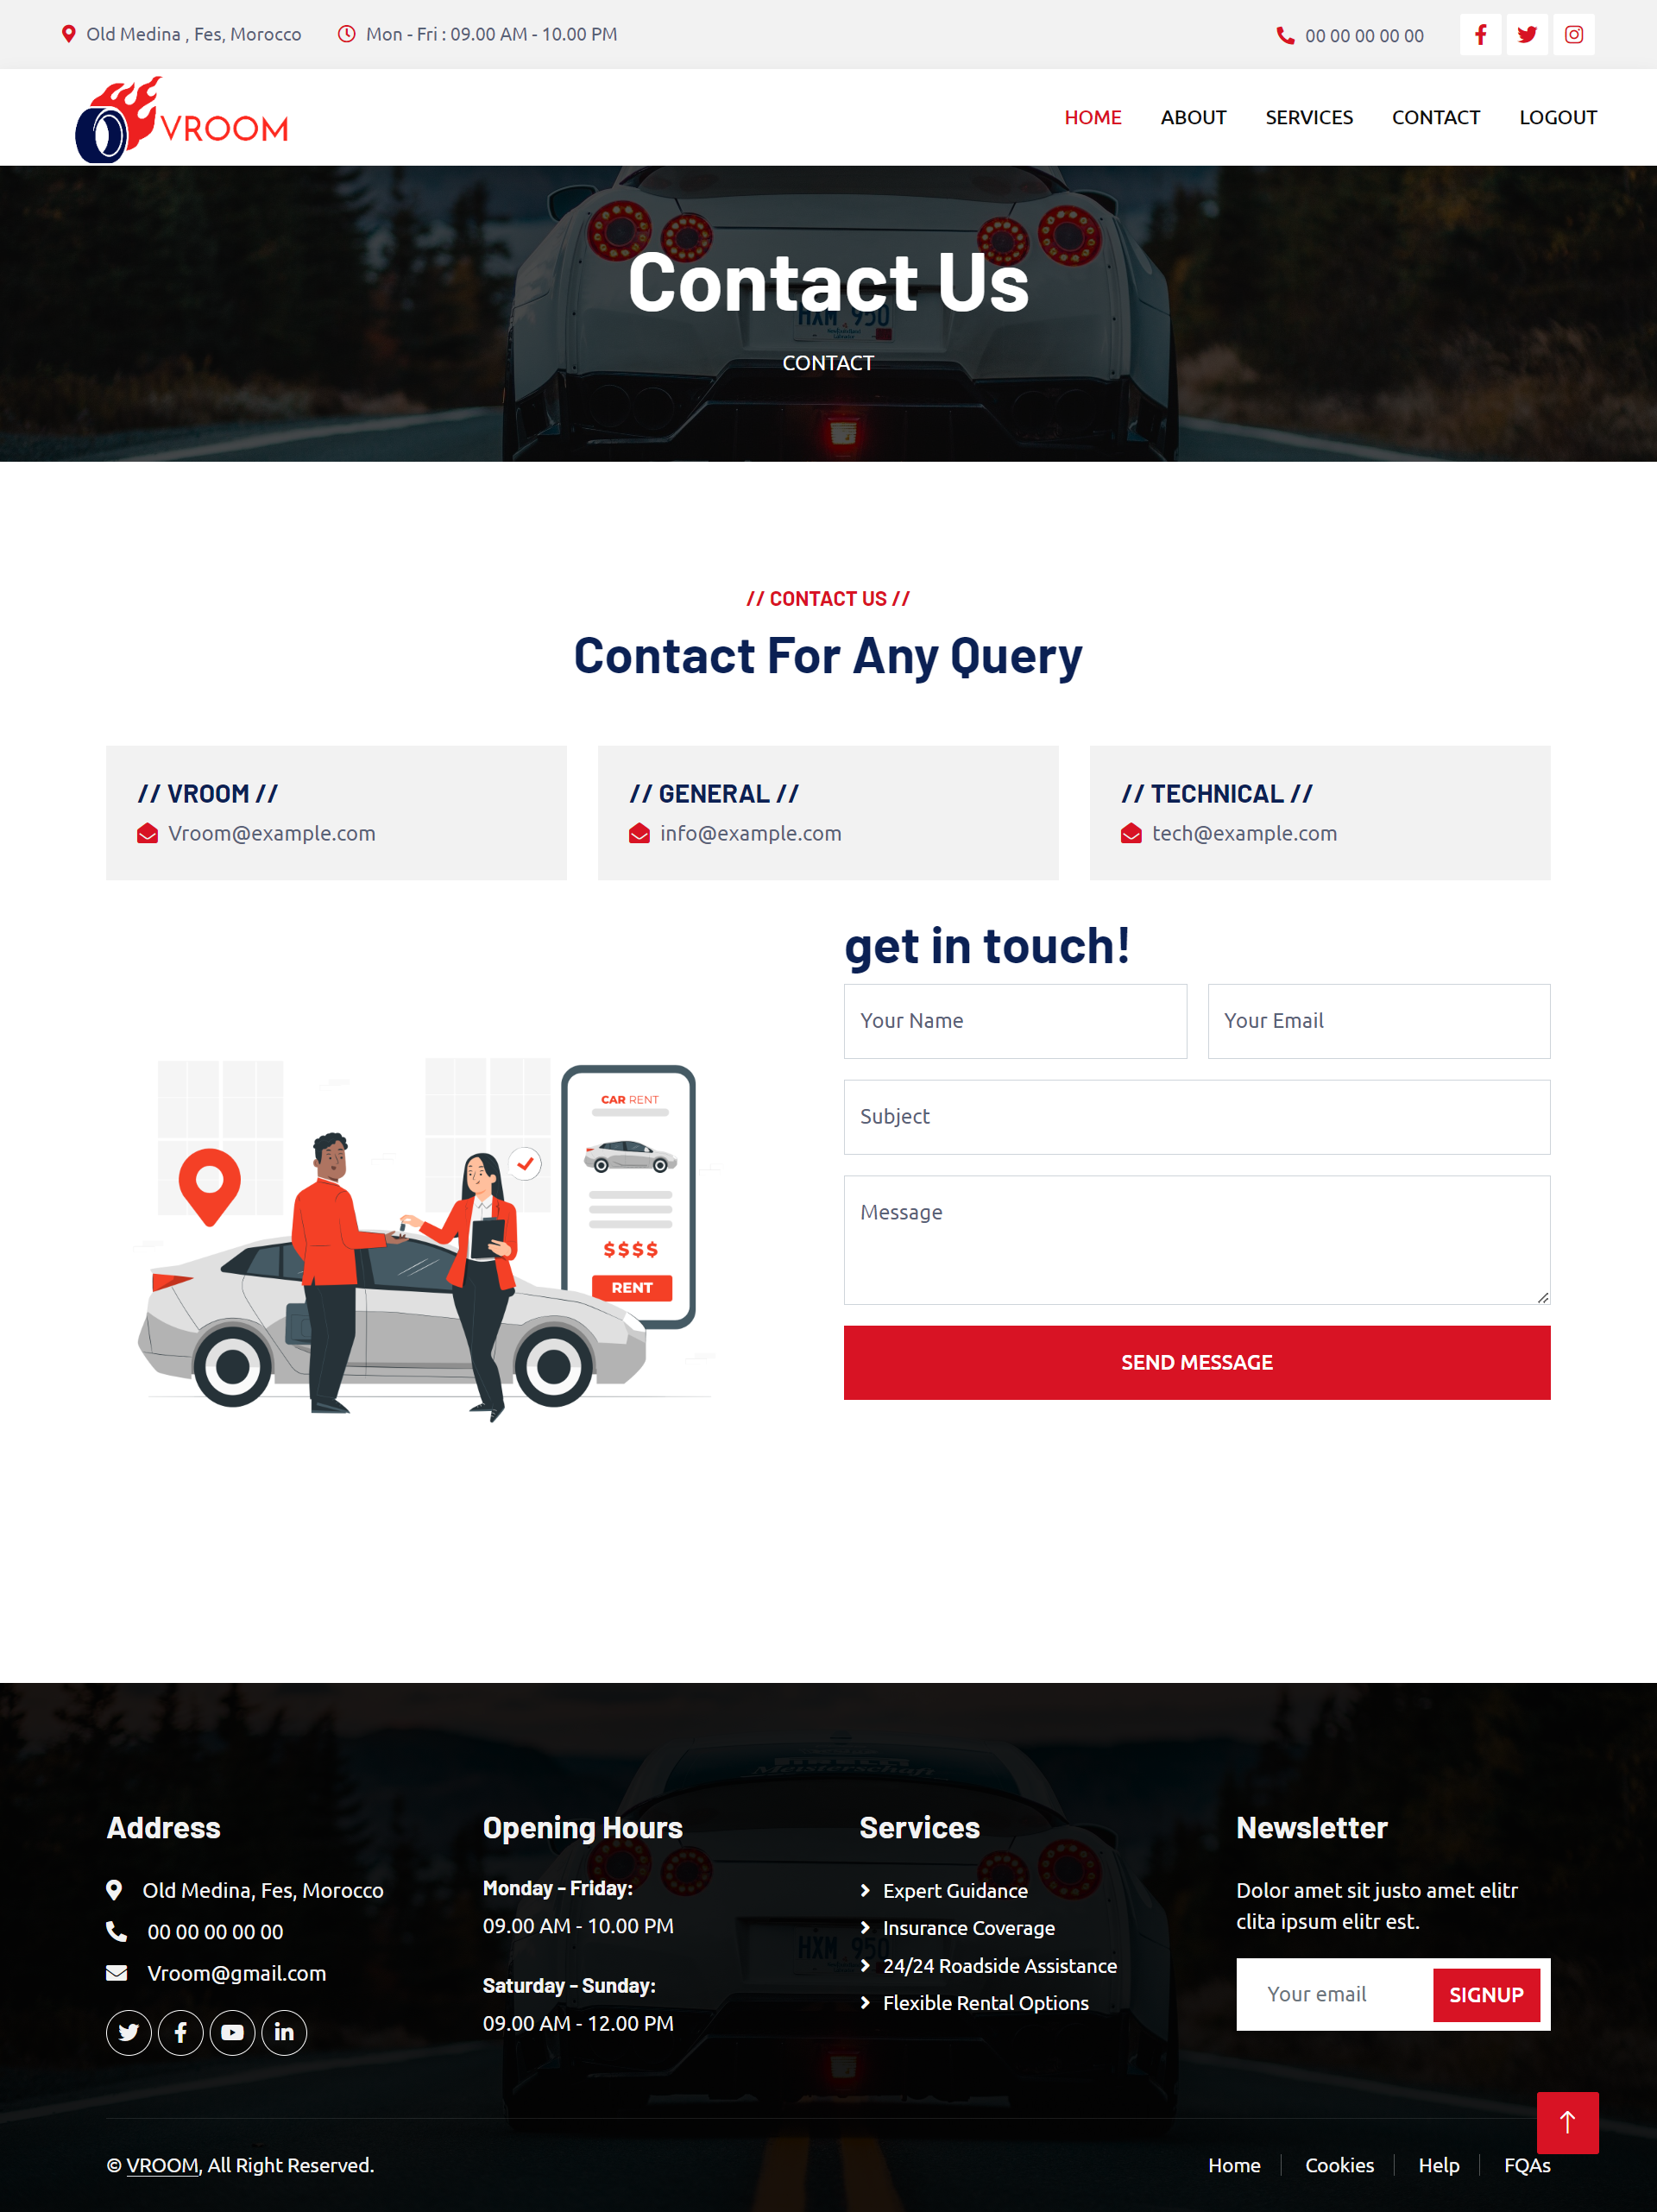 Old Medina , Fes, Morocco
Mon - Fri : 09.00 AM - 10.00 PM
00 00 00 00 00
VROOM
HOME
ABOUT
SERVICES
CONTACT
LOGOUT
Contact Us
HXM 950
CONTACT
// CONTACT US //
Contact For Any Query
// VROOM //
Vroom@example.com
// GENERAL //
info@example.com
// TECHNICAL //
tech@example.com
get in touch!
Your Name
Your Email
Subject
Message
SEND MESSAGE
CAR RENT
$$$$
RENT
Meisterschaft
Address
Old Medina, Fes, Morocco
00 00 00 00 00
Vroom@gmail.com
Opening Hours
Monday - Friday:
09.00 AM - 10.00 PM
Saturday - Sunday:
09.00 AM - 12.00 PM
HXM 950
Services
Expert Guidance
Insurance Coverage
24/24 Roadside Assistance
Flexible Rental Options
Newsletter
Dolor amet sit justo amet elitr
clita ipsum elitr est.
Your email
SIGNUP
© VROOM, All Right Reserved.
Home
Cookies
Help
FQAs